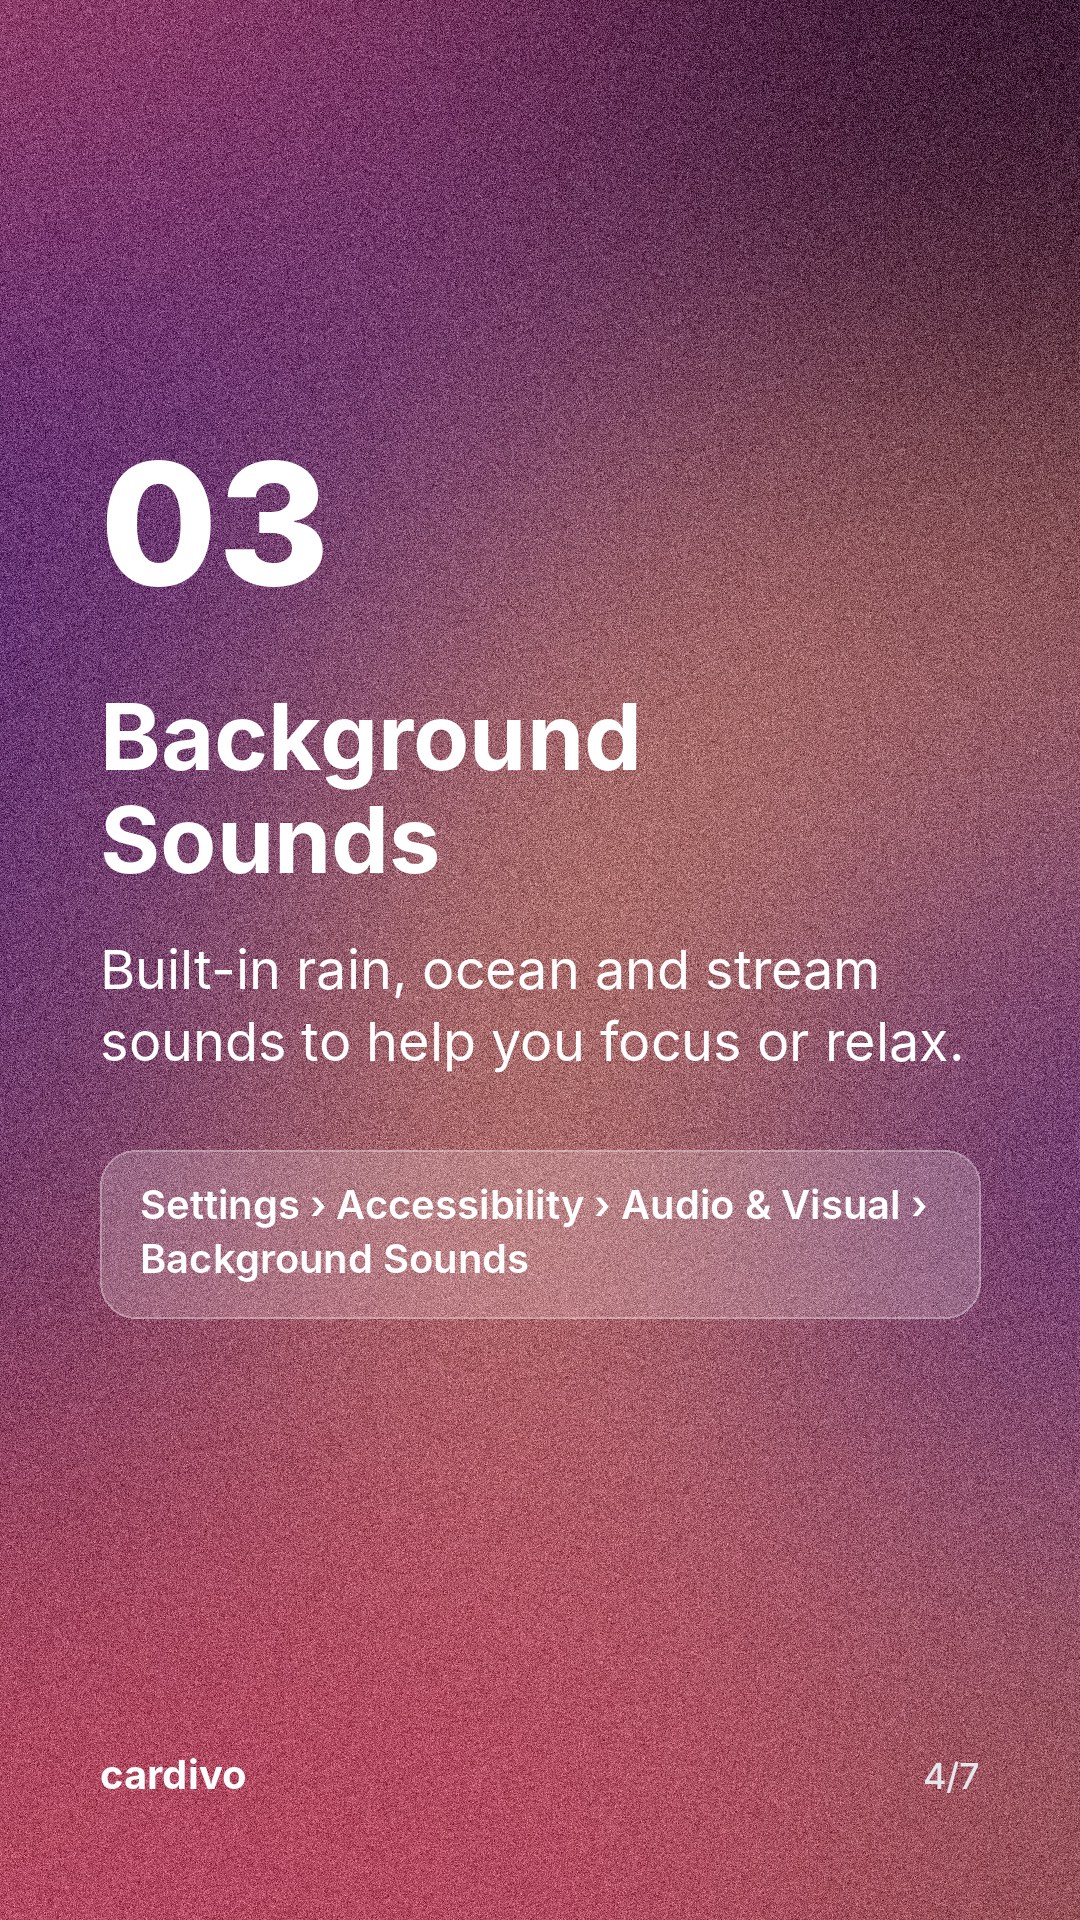 03
Background
Sounds
Built-in rain, ocean and stream
sounds to help you focus or relax.
Settings › Accessibility › Audio & Visual ›
Background Sounds
cardivo
4/7